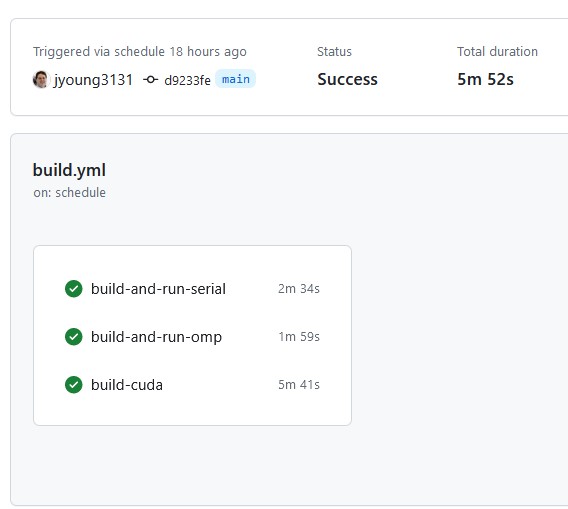 Triggered via schedule 18 hours ago
jyoung3131 d9233fe main
Status
Success
Total duration
5m 52s
build.yml
on: schedule
build-and-run-serial 2m 34s
build-and-run-omp 1m 59s
build-cuda 5m 41s